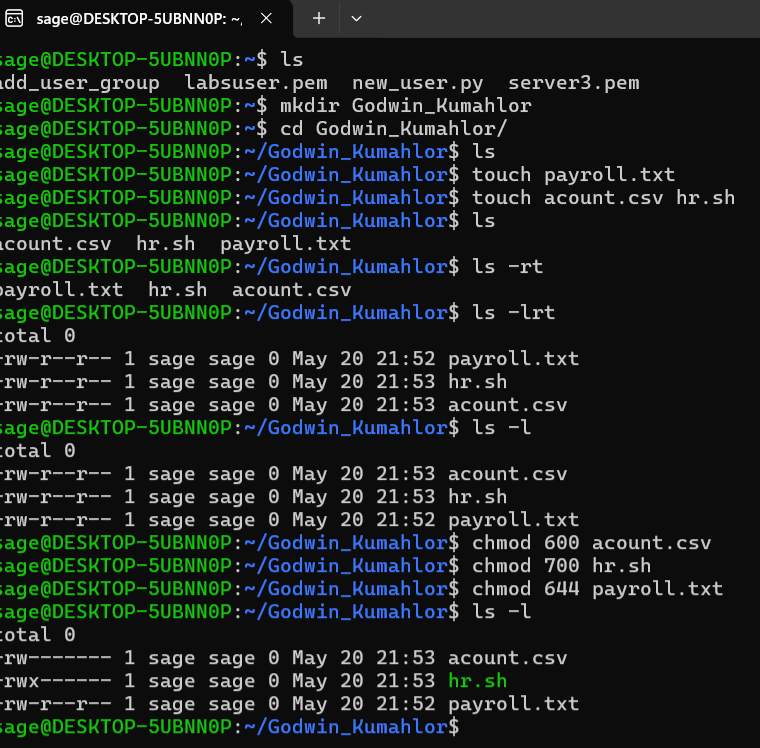 sage@DESKTOP-5UBNN0P: ~,
sage@DESKTOP-5UBNN0P:~$ ls
add_user_group  labsuser.pem  new_user.py  server3.pem
sage@DESKTOP-5UBNN0P:~$ mkdir Godwin_Kumahlor
sage@DESKTOP-5UBNN0P:~$ cd Godwin_Kumahlor/
sage@DESKTOP-5UBNN0P:~/Godwin_Kumahlor$ ls
sage@DESKTOP-5UBNN0P:~/Godwin_Kumahlor$ touch payroll.txt
sage@DESKTOP-5UBNN0P:~/Godwin_Kumahlor$ touch acount.csv hr.sh
sage@DESKTOP-5UBNN0P:~/Godwin_Kumahlor$ ls
acount.csv  hr.sh  payroll.txt
sage@DESKTOP-5UBNN0P:~/Godwin_Kumahlor$ ls -rt
payroll.txt  hr.sh  acount.csv
sage@DESKTOP-5UBNN0P:~/Godwin_Kumahlor$ ls -lrt
total 0
-rw-r--r-- 1 sage sage 0 May 20 21:52 payroll.txt
-rw-r--r-- 1 sage sage 0 May 20 21:53 hr.sh
-rw-r--r-- 1 sage sage 0 May 20 21:53 acount.csv
sage@DESKTOP-5UBNN0P:~/Godwin_Kumahlor$ ls -l
total 0
-rw-r--r-- 1 sage sage 0 May 20 21:53 acount.csv
-rw-r--r-- 1 sage sage 0 May 20 21:53 hr.sh
-rw-r--r-- 1 sage sage 0 May 20 21:52 payroll.txt
sage@DESKTOP-5UBNN0P:~/Godwin_Kumahlor$ chmod 600 acount.csv
sage@DESKTOP-5UBNN0P:~/Godwin_Kumahlor$ chmod 700 hr.sh
sage@DESKTOP-5UBNN0P:~/Godwin_Kumahlor$ chmod 644 payroll.txt
sage@DESKTOP-5UBNN0P:~/Godwin_Kumahlor$ ls -l
total 0
-rw------- 1 sage sage 0 May 20 21:53 acount.csv
-rwx------ 1 sage sage 0 May 20 21:53 hr.sh
-rw-r--r-- 1 sage sage 0 May 20 21:52 payroll.txt
sage@DESKTOP-5UBNN0P:~/Godwin_Kumahlor$